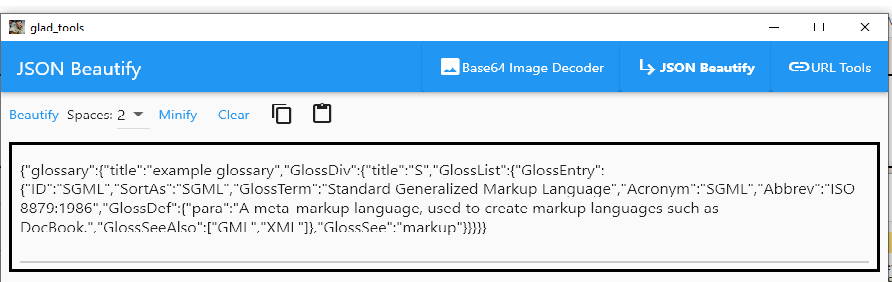 glad_tools
JSON Beautify
Base64 Image Decoder
JSON Beautify
URL Tools
Beautify Spaces: 2 Minify Clear
{"glossary":{"title":"example glossary","GlossDiv":{"title":"S","GlossList":{"GlossEntry":
{"ID":"SGML","SortAs":"SGML","GlossTerm":"Standard Generalized Markup Language","Acronym":"SGML","Abbrev":"ISO
8879:1986","GlossDef":{"para":"A meta-markup language, used to create markup languages such as
DocBook.","GlossSeeAlso":["GML","XML"]},"GlossSee":"markup"}}}}}